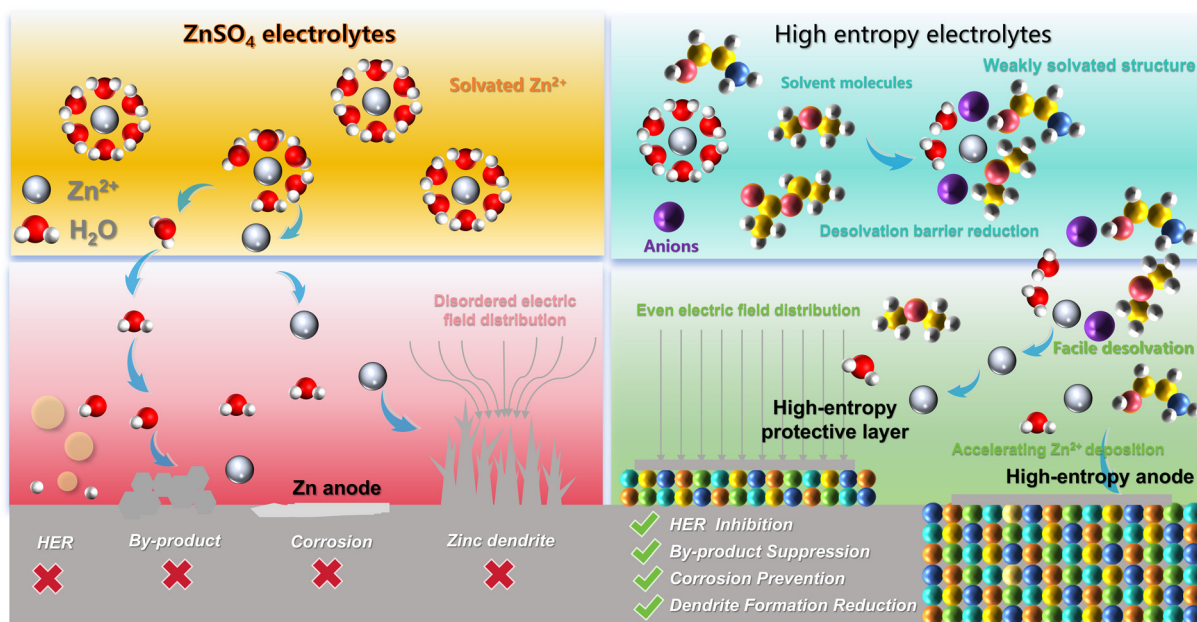 ZnSO₄ electrolytes
Solvated Zn²⁺
Zn²⁺
H₂O
Disordered electric
field distribution
Zn anode
HER
By-product
Corrosion
Zinc dendrite
High entropy electrolytes
Solvent molecules
Weakly solvated structure
Anions
Desolvation barrier reduction
Even electric field distribution
Facile desolvation
High-entropy
protective layer
Accelerating Zn²⁺ deposition
High-entropy anode
HER Inhibition
By-product Suppression
Corrosion Prevention
Dendrite Formation Reduction